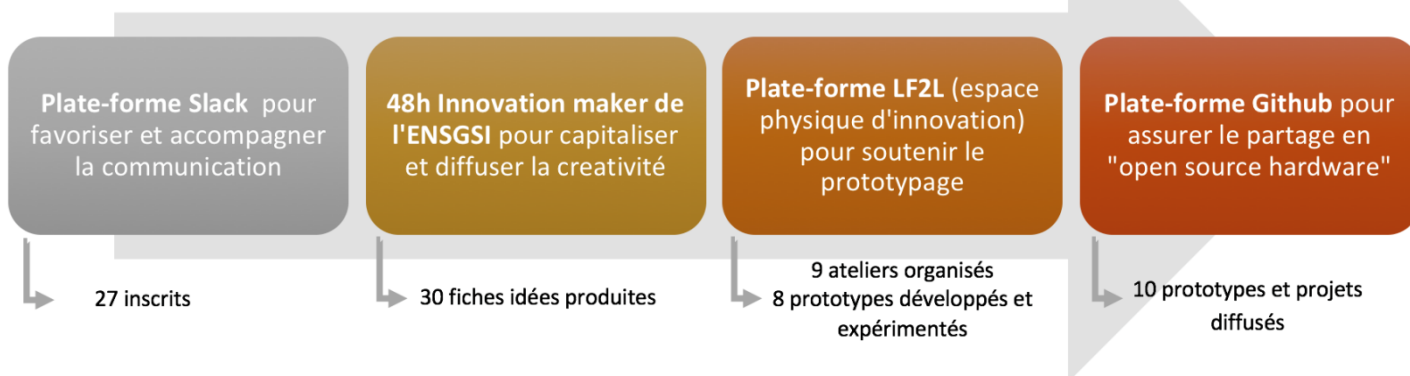 Plate-forme Slack pour
favoriser et accompagner
la communication
27 inscrits
48h Innovation maker de
l'ENSGSI pour capitaliser
et diffuser la creativité
30 fiches idées produites
Plate-forme LF2L (espace
physique d'innovation)
pour soutenir le
prototypage
9 ateliers organisés
8 prototypes développés et
expérimentés
Plate-forme Github pour
assurer le partage en
"open source hardware"
10 prototypes et projets
diffusés